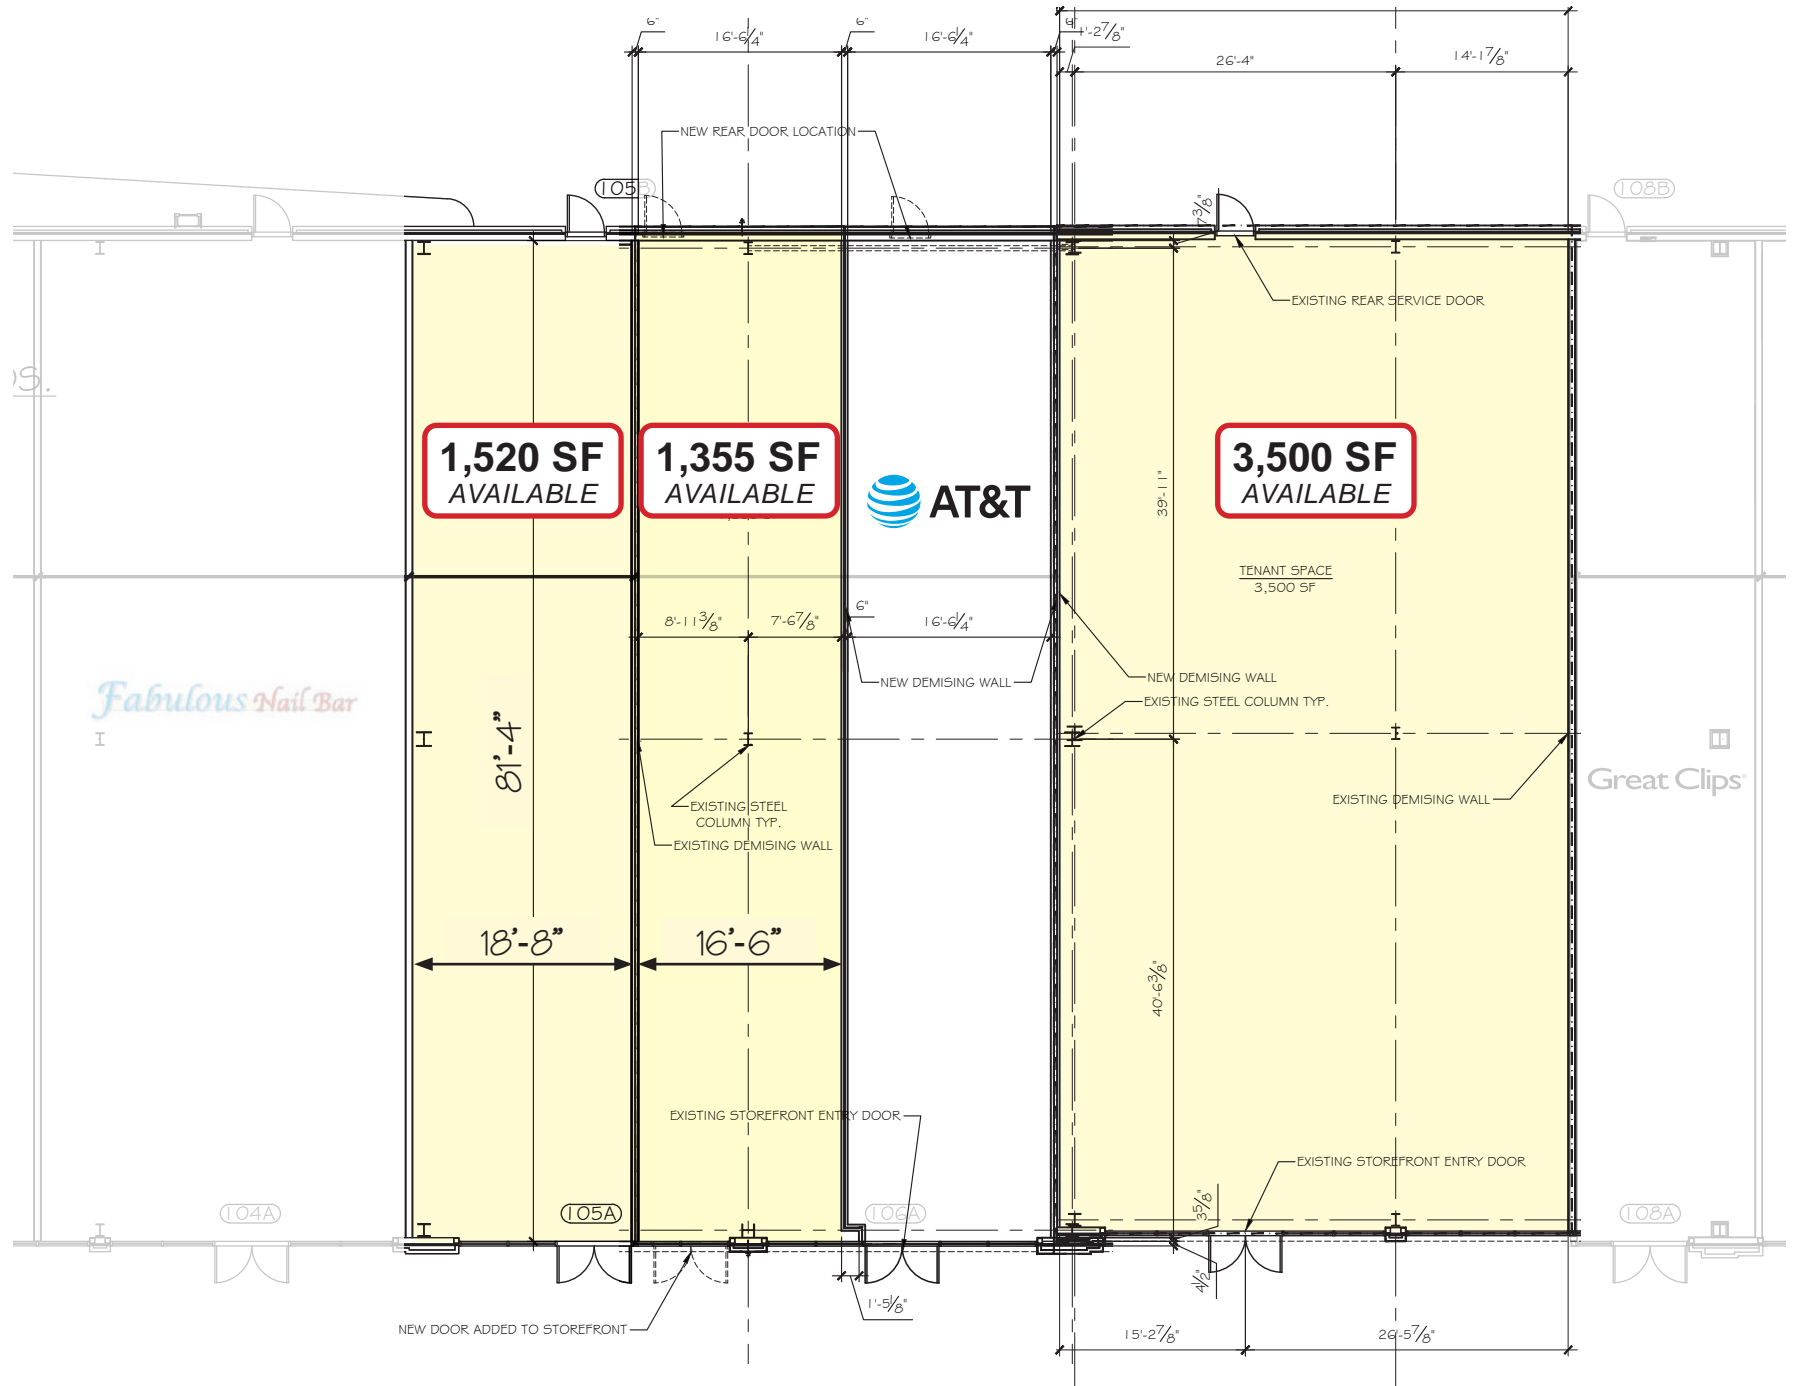 6"
16'-6 1/4"
6"
16'-6 1/4"
6"
1'-2 7/8"
26'-4"
14'-1 7/8"
NEW REAR DOOR LOCATION
105B
108B
7 3/8"
EXISTING REAR SERVICE DOOR
OS.
1,520 SF
AVAILABLE
1,355 SF
AVAILABLE
AT&T
3,500 SF
AVAILABLE
39'-11"
TENANT SPACE
3,500 SF
8'-11 3/8"
7'-6 7/8"
6"
16'-6 1/4"
NEW DEMISING WALL
NEW DEMISING WALL
EXISTING STEEL COLUMN TYP.
Fabulous Nail Bar
81'-4"
EXISTING STEEL
COLUMN TYP.
EXISTING DEMISING WALL
Great Clips
EXISTING DEMISING WALL
18'-8"
16'-6"
40'-6 3/8"
EXISTING STOREFRONT ENTRY DOOR
EXISTING STOREFRONT ENTRY DOOR
104A
105A
106A
3 5/8"
108A
4 1/2"
1'-5 1/8"
NEW DOOR ADDED TO STOREFRONT
15'-2 7/8"
26'-5 7/8"